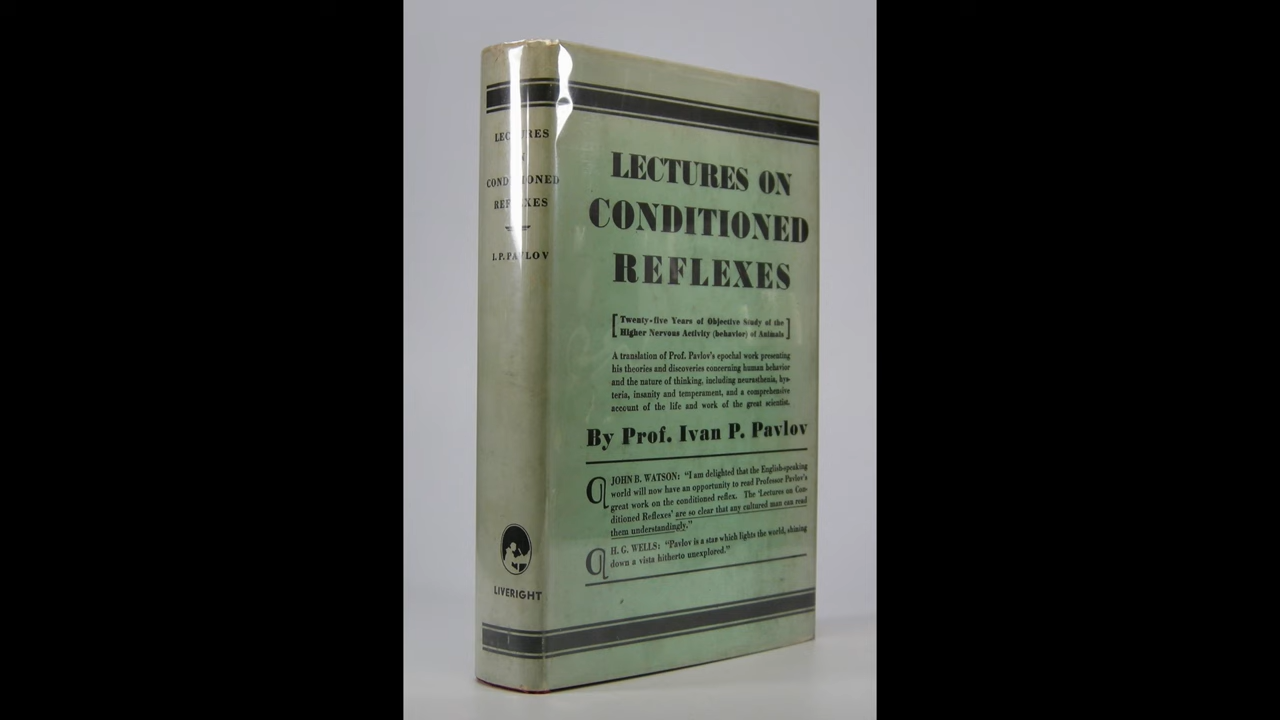 LECTURES
CONDITIONED
REFLEXES
I.P. PAVLOV
LIVERIGHT
LECTURES ON
CONDITIONED
REFLEXES
[Twenty-five Years of Objective Study of the
Higher Nervous Activity (behavior) of Animals]
A translation of Prof. Pavlov's epochal work presenting
his theories and discoveries concerning human behavior
and the nature of thinking, including neurasthenia, hys-
teria, insanity and temperament, and a comprehensive
account of the life and work of the great scientist.
By Prof. Ivan P. Pavlov
JOHN B. WATSON: "I am delighted that the English-speaking
world will now have an opportunity to read Professor Pavlov's
great work on the conditioned reflex. The 'Lectures on Con-
ditioned Reflexes' are so clear that any cultured man can read
them understandingly."
H. G. WELLS: "Pavlov is a star which lights the world, shining
down a vista hitherto unexplored."